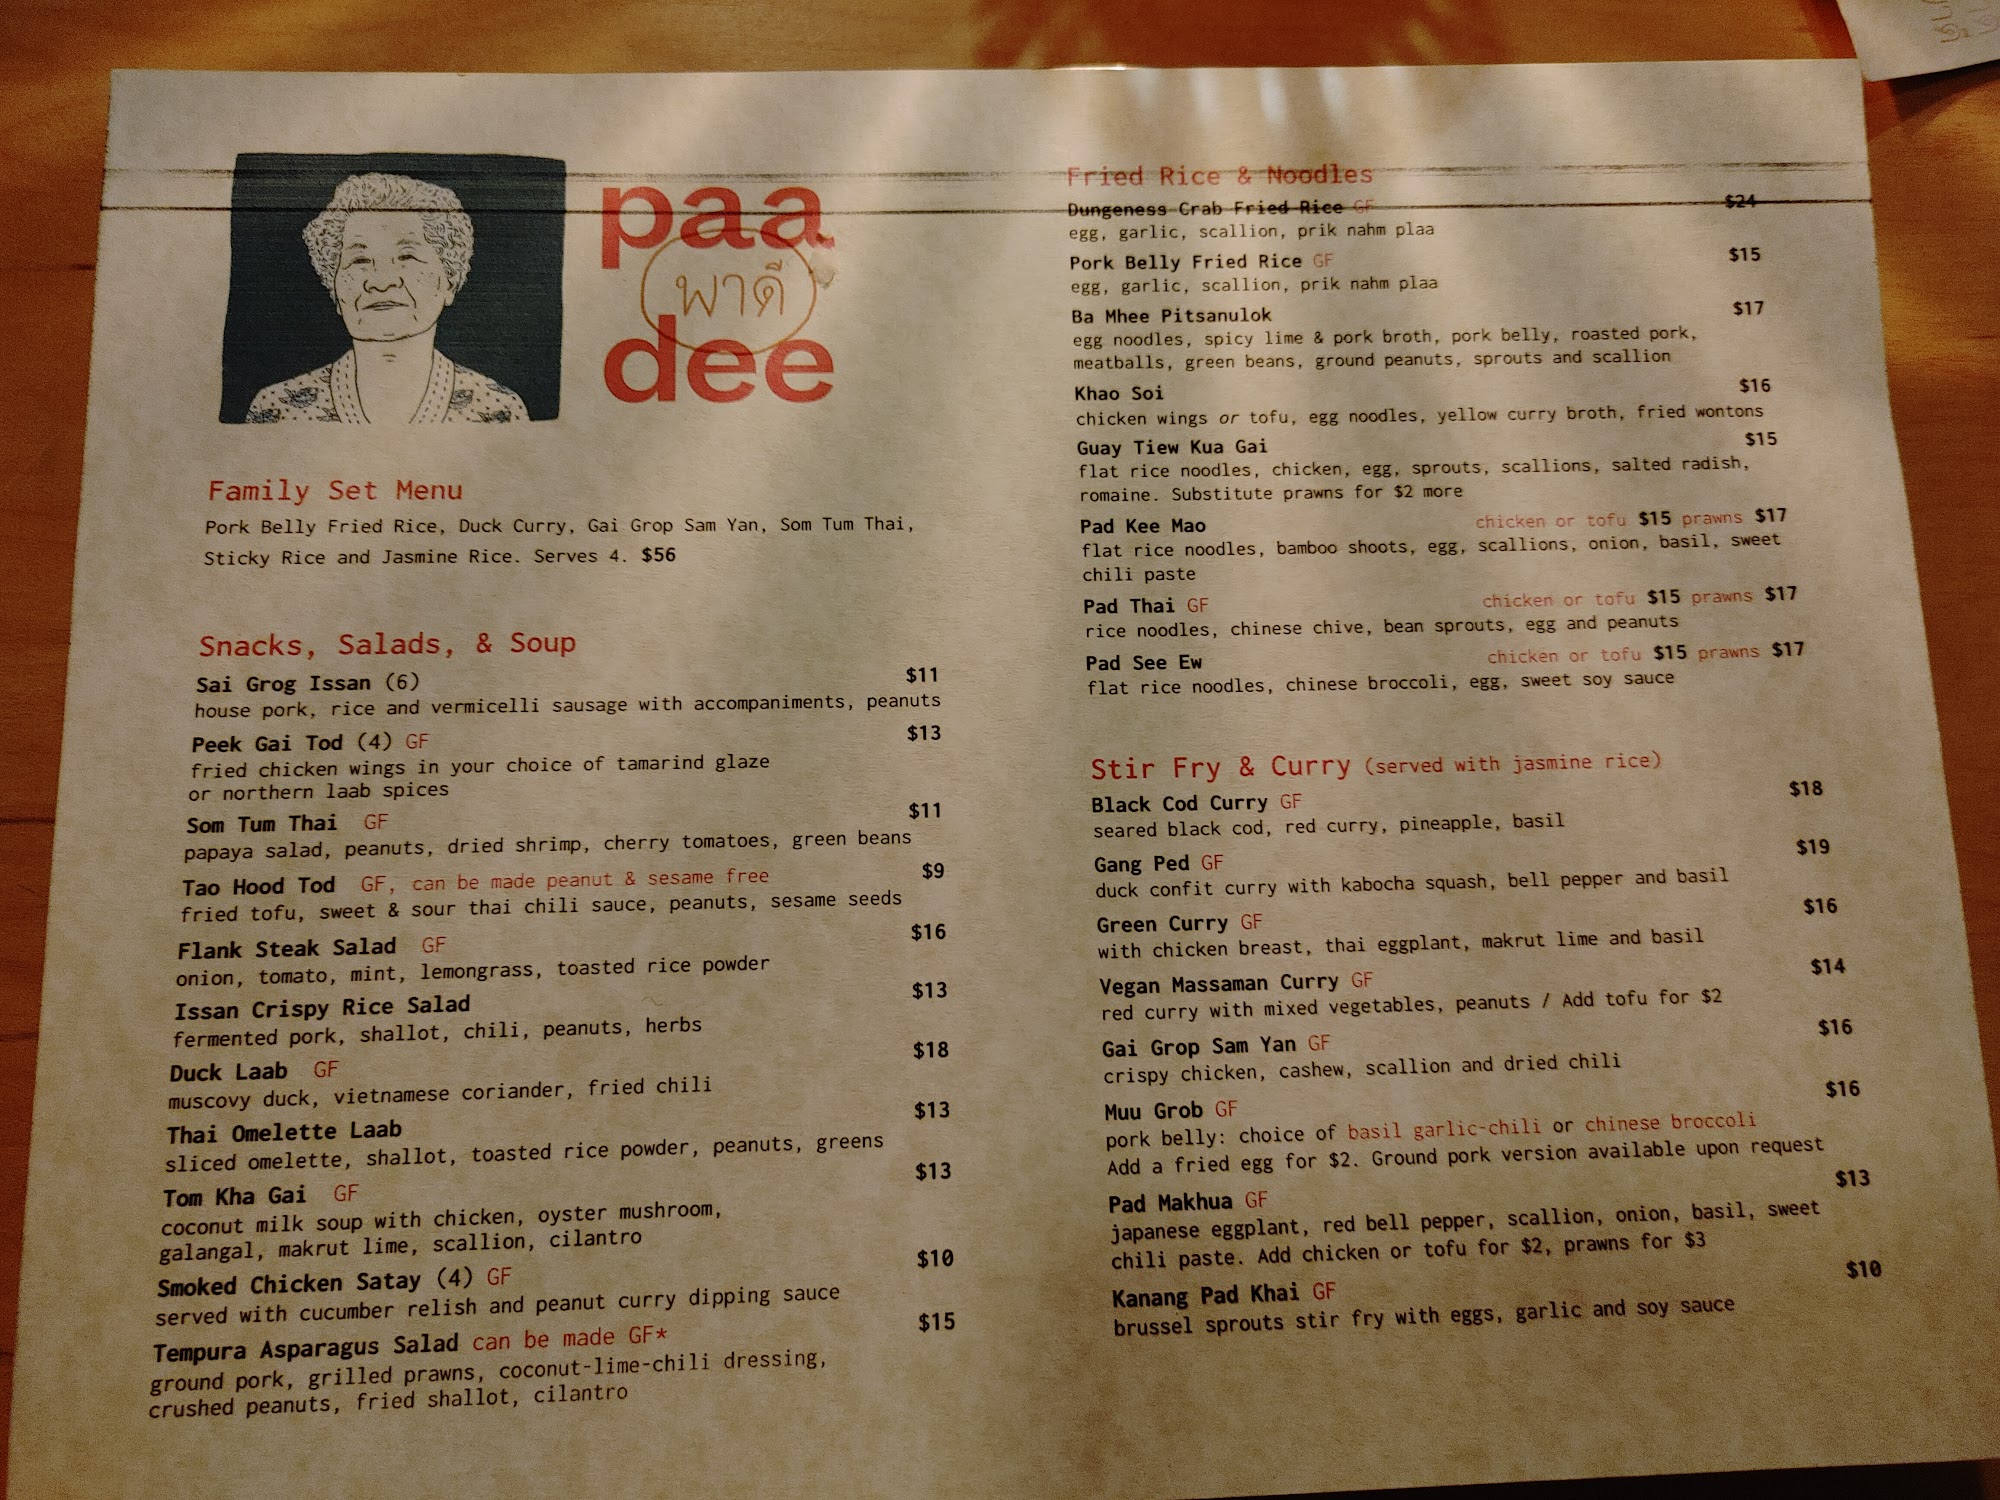 paa
พาดี
dee
Family Set Menu
Pork Belly Fried Rice, Duck Curry, Gai Grop Sam Yan, Som Tum Thai,
Sticky Rice and Jasmine Rice. Serves 4. $56
Snacks, Salads, & Soup
Sai Grog Issan (6) $11
house pork, rice and vermicelli sausage with accompaniments, peanuts
Peek Gai Tod (4) GF $13
fried chicken wings in your choice of tamarind glaze
or northern laab spices
Som Tum Thai GF $11
papaya salad, peanuts, dried shrimp, cherry tomatoes, green beans
Tao Hood Tod GF, can be made peanut & sesame free $9
fried tofu, sweet & sour thai chili sauce, peanuts, sesame seeds
Flank Steak Salad GF $16
onion, tomato, mint, lemongrass, toasted rice powder
Issan Crispy Rice Salad $13
fermented pork, shallot, chili, peanuts, herbs
Duck Laab GF $18
muscovy duck, vietnamese coriander, fried chili
Thai Omelette Laab $13
sliced omelette, shallot, toasted rice powder, peanuts, greens
Tom Kha Gai GF $13
coconut milk soup with chicken, oyster mushroom,
galangal, makrut lime, scallion, cilantro
Smoked Chicken Satay (4) GF $10
served with cucumber relish and peanut curry dipping sauce
Tempura Asparagus Salad can be made GF* $15
ground pork, grilled prawns, coconut-lime-chili dressing,
crushed peanuts, fried shallot, cilantro
Fried Rice & Noodles
Dungeness Crab Fried Rice GF $24
egg, garlic, scallion, prik nahm plaa
Pork Belly Fried Rice GF $15
egg, garlic, scallion, prik nahm plaa
Ba Mhee Pitsanulok $17
egg noodles, spicy lime & pork broth, pork belly, roasted pork,
meatballs, green beans, ground peanuts, sprouts and scallion
Khao Soi $16
chicken wings or tofu, egg noodles, yellow curry broth, fried wontons
Guay Tiew Kua Gai $15
flat rice noodles, chicken, egg, sprouts, scallions, salted radish,
romaine. Substitute prawns for $2 more
Pad Kee Mao chicken or tofu $15 prawns $17
flat rice noodles, bamboo shoots, egg, scallions, onion, basil, sweet
chili paste
Pad Thai GF chicken or tofu $15 prawns $17
rice noodles, chinese chive, bean sprouts, egg and peanuts
Pad See Ew chicken or tofu $15 prawns $17
flat rice noodles, chinese broccoli, egg, sweet soy sauce
Stir Fry & Curry (served with jasmine rice)
Black Cod Curry GF $18
seared black cod, red curry, pineapple, basil
Gang Ped GF $19
duck confit curry with kabocha squash, bell pepper and basil
Green Curry GF $16
with chicken breast, thai eggplant, makrut lime and basil
Vegan Massaman Curry GF $14
red curry with mixed vegetables, peanuts / Add tofu for $2
Gai Grop Sam Yan GF $16
crispy chicken, cashew, scallion and dried chili
Muu Grob GF $16
pork belly: choice of basil garlic-chili or chinese broccoli
Add a fried egg for $2. Ground pork version available upon request
Pad Makhua GF $13
japanese eggplant, red bell pepper, scallion, onion, basil, sweet
chili paste. Add chicken or tofu for $2, prawns for $3
Kanang Pad Khai GF $10
brussel sprouts stir fry with eggs, garlic and soy sauce